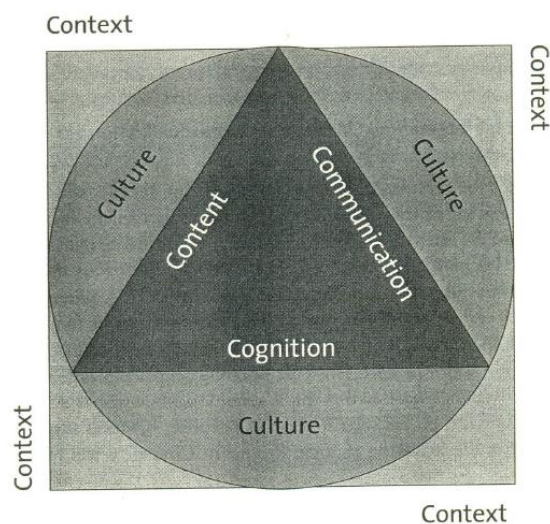 Context
Context
Culture
Culture
Content
Communication
Cognition
Culture
Context
Context